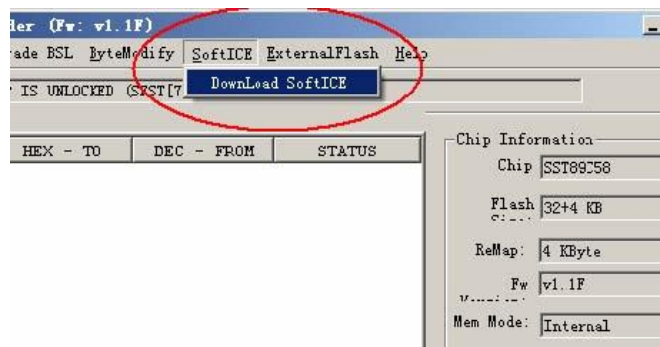 der (Fw: v1.1F)
ade BSL ByteModify SoftICE ExternalFlash Help
DownLoad SoftICE
IS UNLOCKED
HEX - TO DEC - FROM STATUS
Chip Information
Chip
Flash 32+4 KB
ReMap: 4 KByte
Fw v1.1F
Mem Mode: Internal